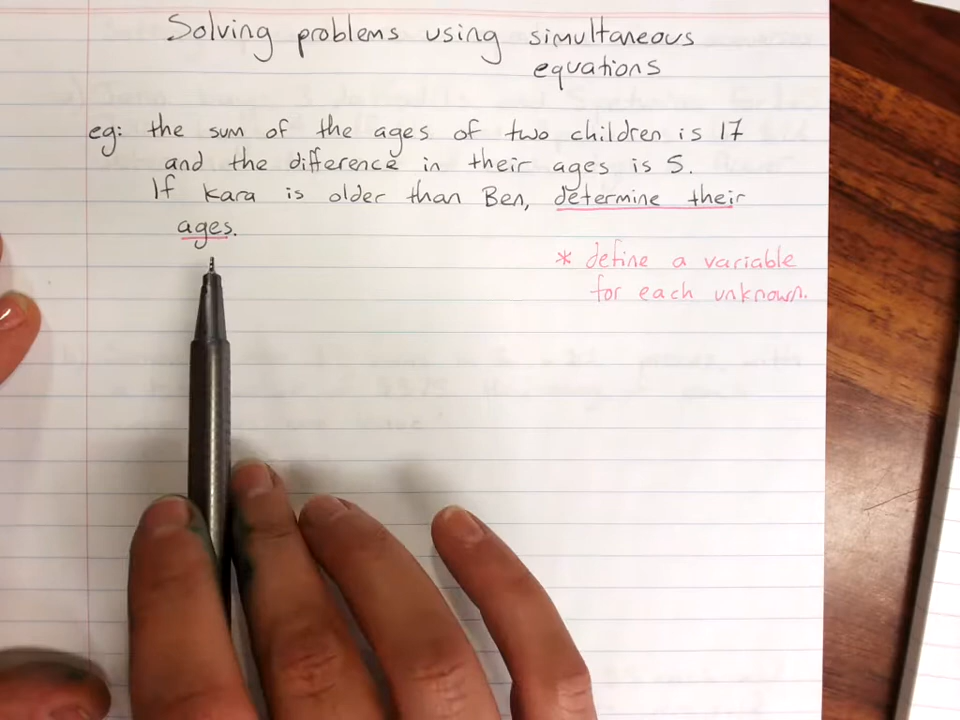 Solving problems using simultaneous
equations
eg: the sum of the ages of two children is 17
and the difference in their ages is 5.
If Kara is older than Ben, determine their
ages.
* define a variable
for each unknown.